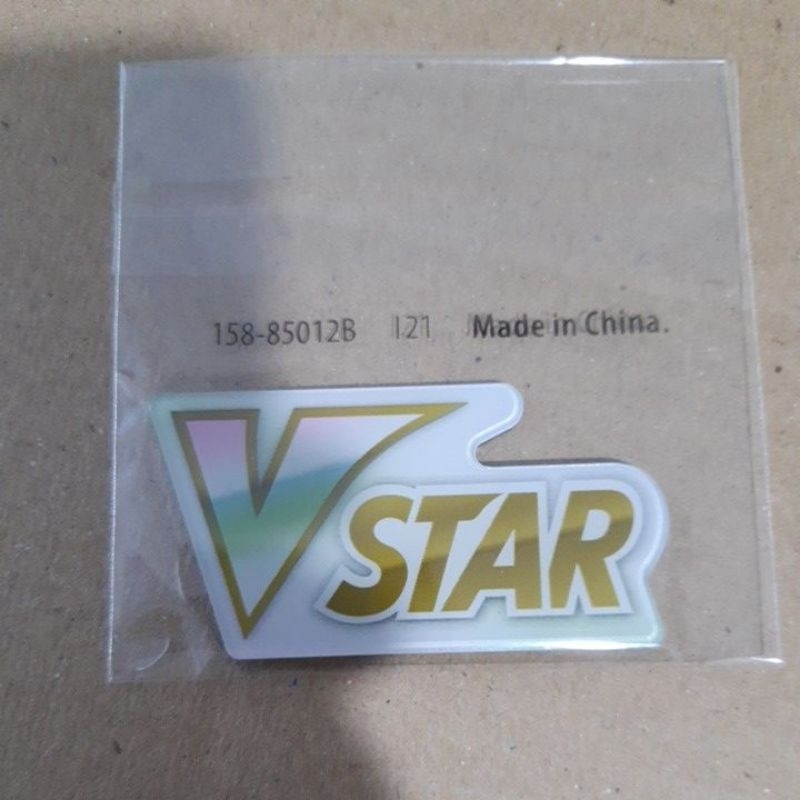 158-85012B I21 Made in China.
VSTAR